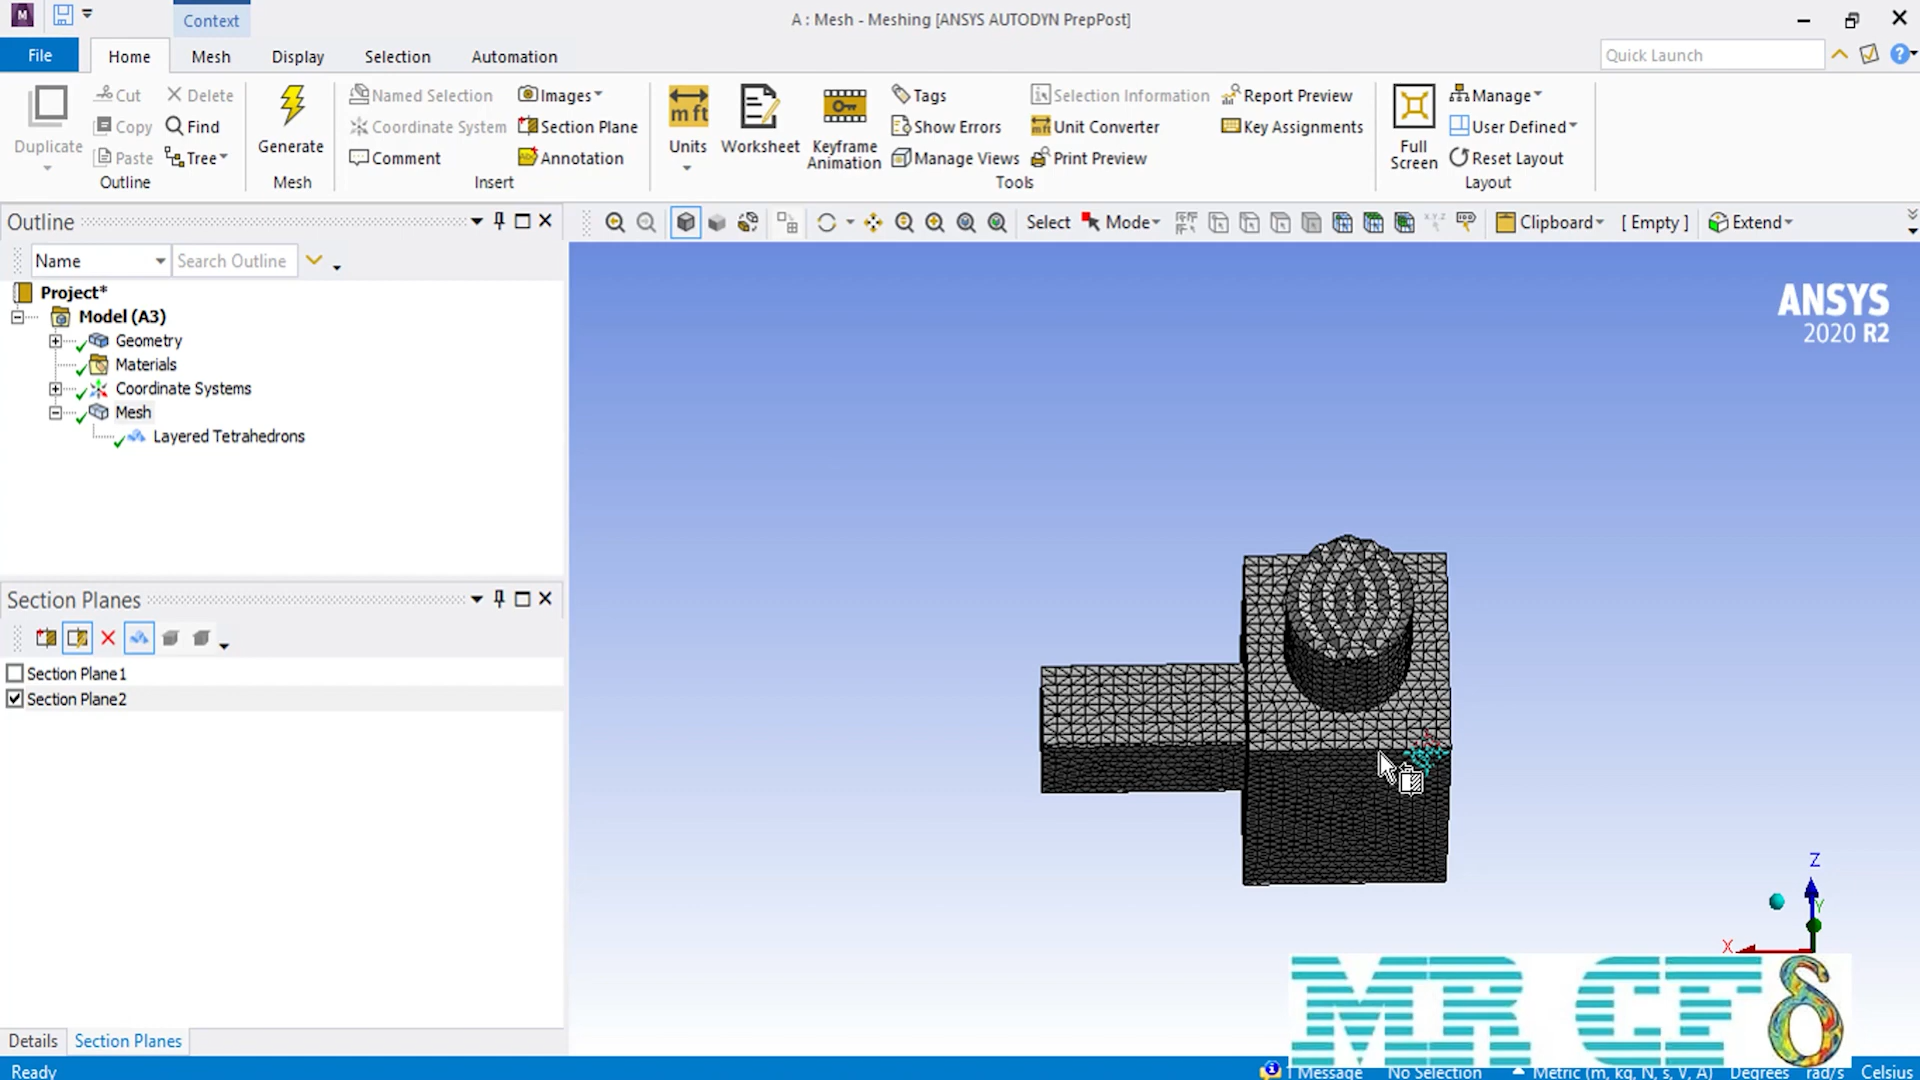 M
Context
A : Mesh - Meshing [ANSYS AUTODYN PrepPost]
File Home Mesh Display Selection Automation
Quick Launch
Duplicate
Cut
Copy
Paste
Delete
Find
Tree
Outline
Generate
Mesh
Named Selection
Coordinate System
Comment
Images
Section Plane
Annotation
Insert
mft
Units
Worksheet
Keyframe
Animation
Tags
Show Errors
Manage Views
Selection Information
Unit Converter
Print Preview
Report Preview
Key Assignments
Tools
Full
Screen
Manage
User Defined
Reset Layout
Layout
Outline
Select Mode Clipboard [ Empty ] Extend
Name Search Outline
Project*
Model (A3)
Geometry
Materials
Coordinate Systems
Mesh
Layered Tetrahedrons
ANSYS
2020 R2
Section Planes
Section Plane1
Section Plane2
Z
Y
X
MR CFδ
Details Section Planes
Ready 1 Message No Selection Metric (m, kg, N, s, V, A) Degrees rad/s Celsius